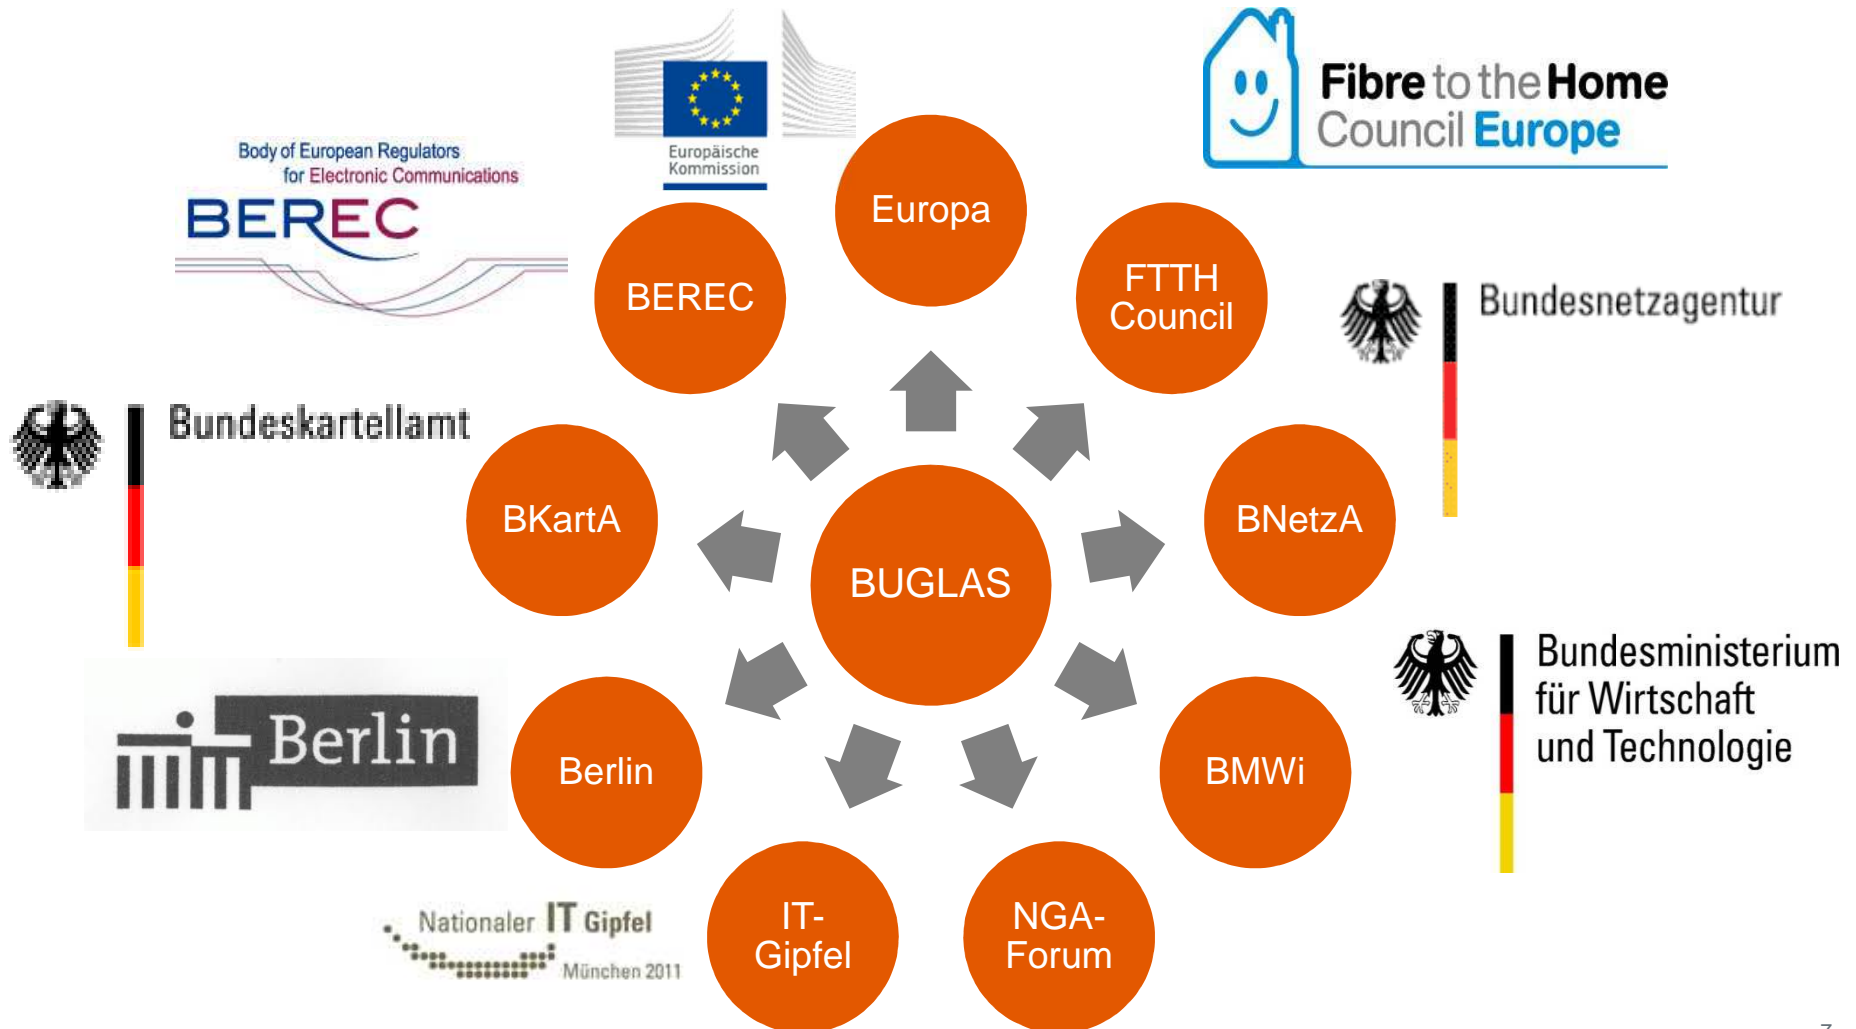 Europäische
Kommission
Fibre to the Home
Council Europe
Body of European Regulators
for Electronic Communications
BEREC
Europa
BEREC
FTTH
Council
Bundesnetzagentur
Bundeskartellamt
BKartA
BNetzA
BUGLAS
Bundesministerium
für Wirtschaft
und Technologie
Berlin
Berlin
BMWi
Nationaler IT Gipfel
München 2011
IT-
Gipfel
NGA-
Forum